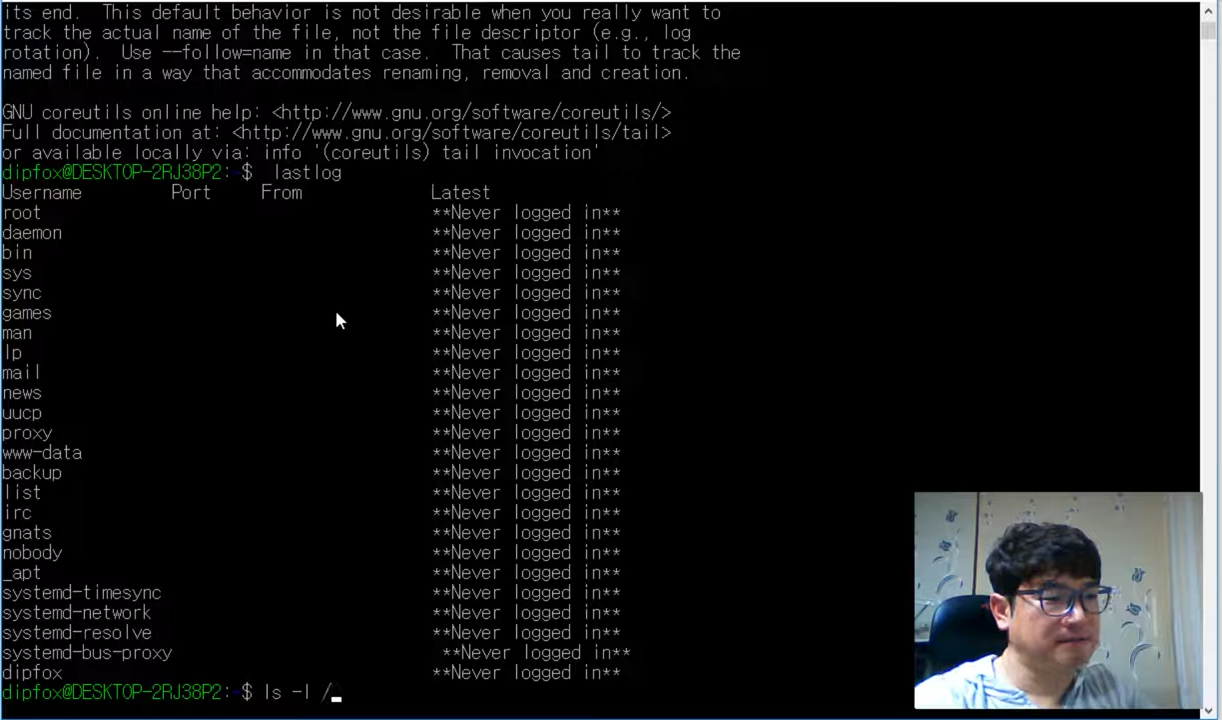 its end.  This default behavior is not desirable when you really want to
track the actual name of the file, not the file descriptor (e.g., log
rotation).  Use --follow=name in that case.  That causes tail to track the
named file in a way that accommodates renaming, removal and creation.
GNU coreutils online help: <http://www.gnu.org/software/coreutils/>
Full documentation at: <http://www.gnu.org/software/coreutils/tail>
or available locally via: info '(coreutils) tail invocation'
dipfox@DESKTOP-2RJ38P2:~$  lastlog
Username         Port     From             Latest
root                                       **Never logged in**
daemon                                     **Never logged in**
bin                                        **Never logged in**
sys                                        **Never logged in**
sync                                       **Never logged in**
games                                      **Never logged in**
man                                        **Never logged in**
lp                                         **Never logged in**
mail                                       **Never logged in**
news                                       **Never logged in**
uucp                                       **Never logged in**
proxy                                      **Never logged in**
www-data                                   **Never logged in**
backup                                     **Never logged in**
list                                       **Never logged in**
irc                                        **Never logged in**
gnats                                      **Never logged in**
nobody                                     **Never logged in**
_apt                                       **Never logged in**
systemd-timesync                           **Never logged in**
systemd-network                            **Never logged in**
systemd-resolve                            **Never logged in**
systemd-bus-proxy                           **Never logged in**
dipfox                                     **Never logged in**
dipfox@DESKTOP-2RJ38P2:~$ ls -l /_